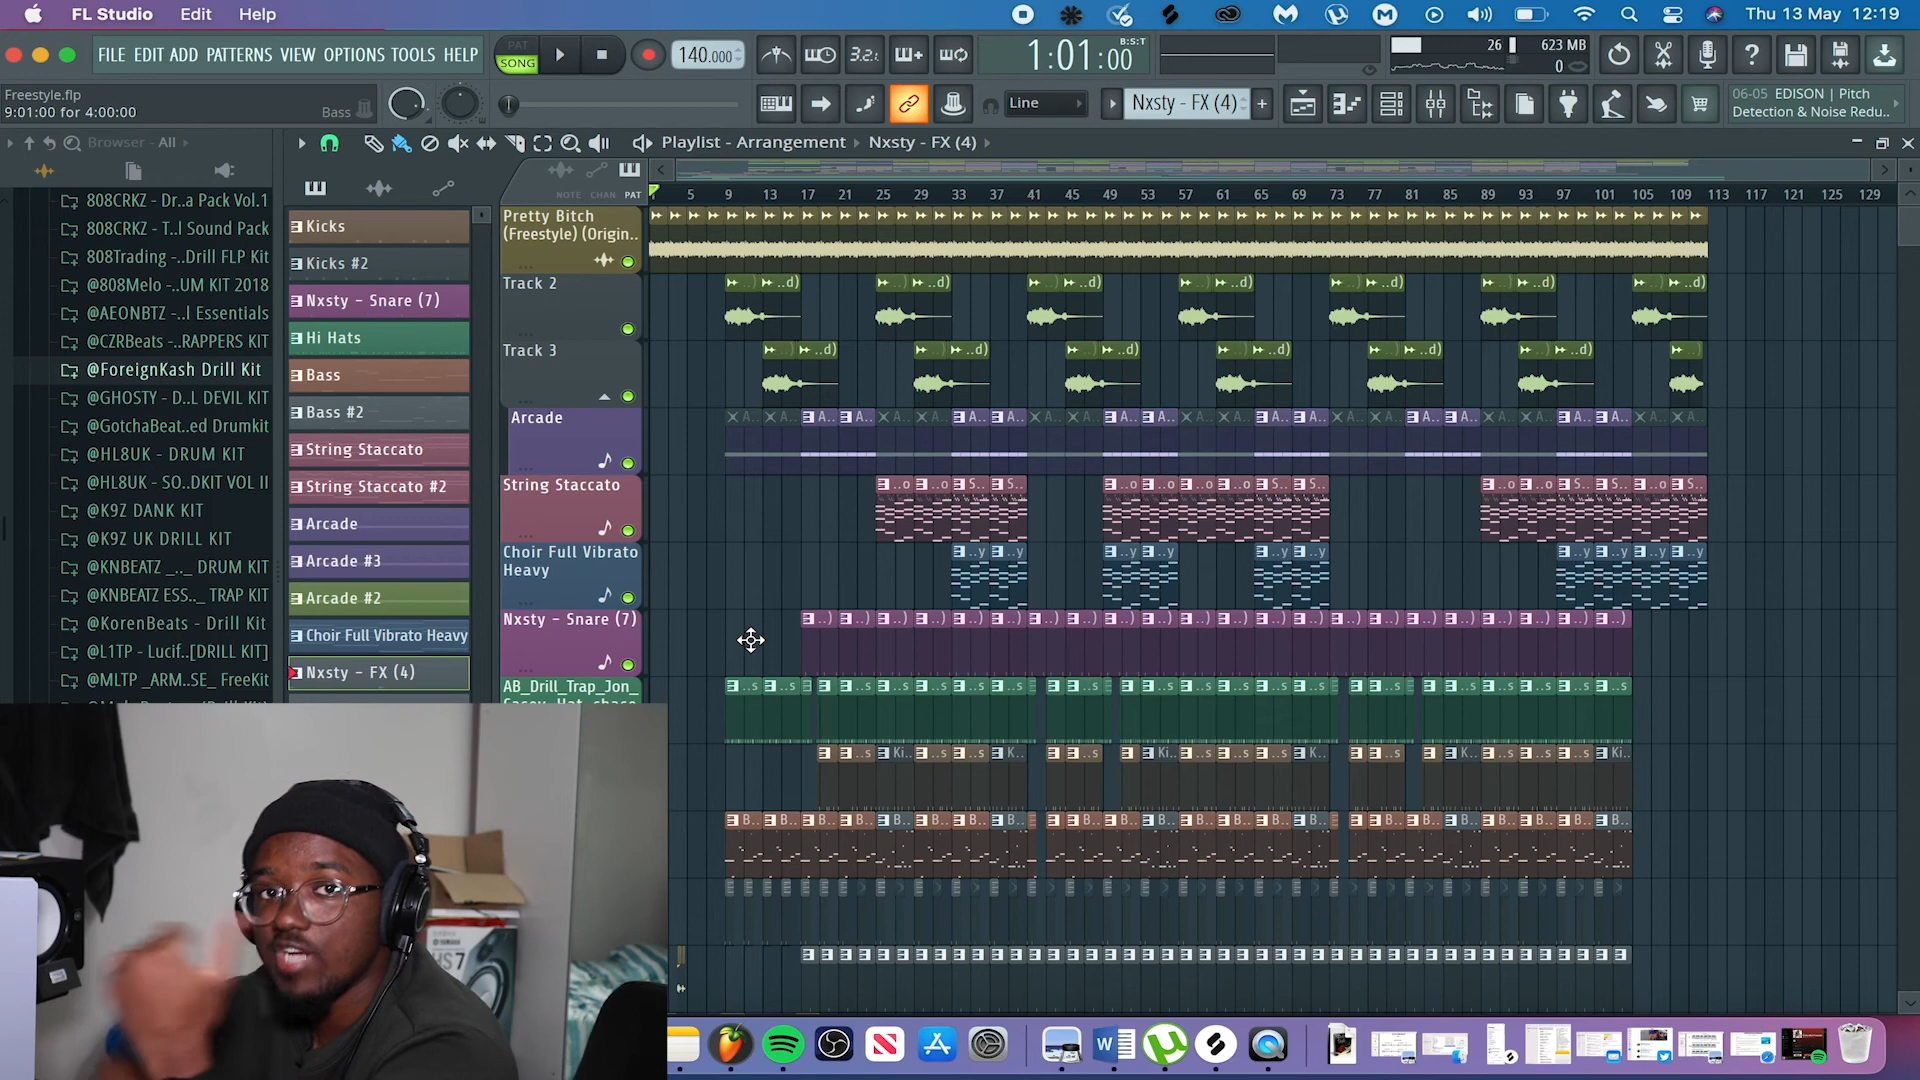 FL Studio Edit Help
Thu 13 May 12:19
FILE EDIT ADD PATTERNS VIEW OPTIONS TOOLS HELP
PAT
SONG
140.000
3.2.1
1:01:00
B:S:T
26
623 MB
0
Freestyle.flp
9:01:00 for 4:00:00
Bass
Line
Nxsty - FX (4)
06-05 EDISON | Pitch
Detection & Noise Redu..
Browser - All
Playlist - Arrangement
Nxsty - FX (4)
NOTE CHAN PAT
5 9 13 17 21 25 29 33 37 41 45 49 53 57 61 65 69 73 77 81 85 89 93 97 101 105 109 113 117 121 125 129
808CRKZ - Dr..a Pack Vol.1
808CRKZ - T..l Sound Pack
808Trading -..Drill FLP Kit
@808Melo -..UM KIT 2018
@AEONBTZ -..l Essentials
@CZRBeats -..RAPPERS KIT
@ForeignKash Drill Kit
@GHOSTY - D..L DEVIL KIT
@GotchaBeat..ed Drumkit
@HL8UK - DRUM KIT
@HL8UK - SO..DKIT VOL II
@K9Z DANK KIT
@K9Z UK DRILL KIT
@KNBEATZ _.._ DRUM KIT
@KNBEATZ ESS.._ TRAP KIT
@KorenBeats - Drill Kit
@L1TP - Lucif..[DRILL KIT]
@MLTP _ARM..SE_ FreeKit
Kicks
Kicks #2
Nxsty - Snare (7)
Hi Hats
Bass
Bass #2
String Staccato
String Staccato #2
Arcade
Arcade #3
Arcade #2
Choir Full Vibrato Heavy
Nxsty - FX (4)
Pretty Bitch
(Freestyle) (Origin..
Track 2
Track 3
Arcade
String Staccato
Choir Full Vibrato
Heavy
Nxsty - Snare (7)
AB_Drill_Trap_Jon_
YAMAHA
HS7